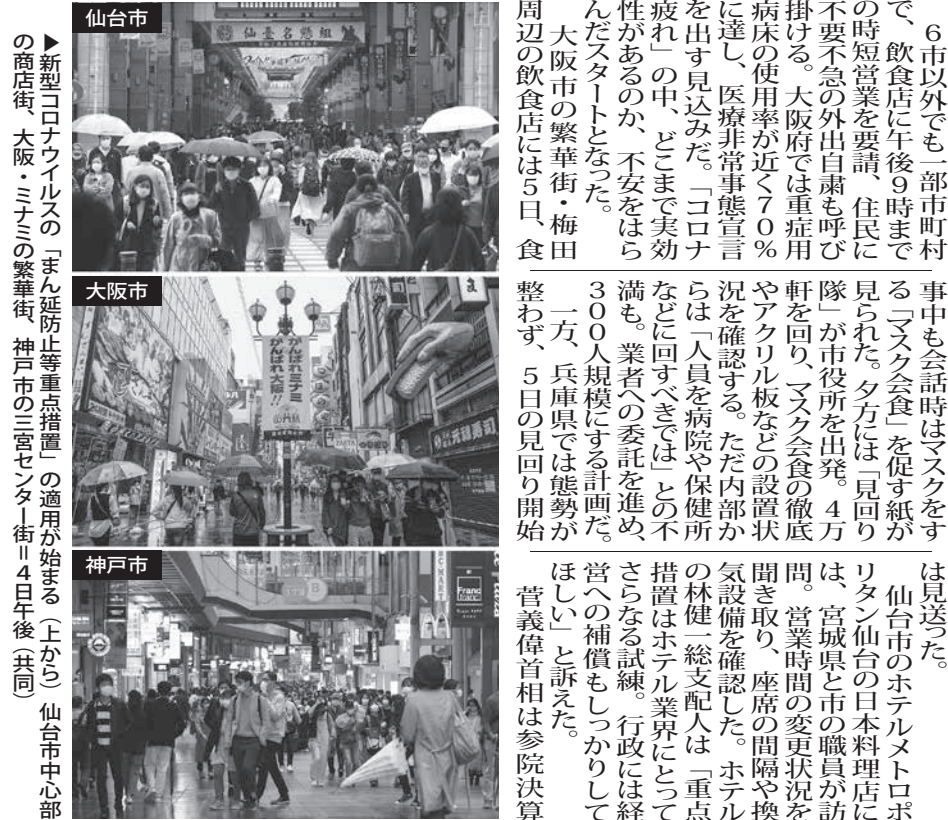 ６市以外でも一部市町村
で、飲食店に午後９時まで
の時短営業を要請、住民に
不要不急の外出自粛も呼び
掛ける。大阪府では重症用
病床の使用率が近く７０％
に達し、医療非常事態宣言
を出す見込みだ。「コロナ
疲れ」の中、どこまで実効
性があるのか、不安をはら
んだスタートとなった。
大阪市の繁華街・梅田
周辺の飲食店には５日、食
事中も会話時はマスクをす
る「マスク会食」を促す紙が
見られた。夕方には「見回り
隊」が市役所を出発。４万
軒を回り、マスク会食の徹底
やアクリル板などの設置状
況を確認する。ただ内部か
らは「人員を病院や保健所
などに回すべきでは」との不
満も。業者への委託を進め、
３００人規模にする計画だ。
一方、兵庫県では態勢が
整わず、５日の見回り開始
は見送った。
仙台市のホテルメトロポ
リタン仙台の日本料理店に
は、宮城県と市の職員が訪
問。営業時間の変更状況を
聞き取り、座席の間隔や換
気設備を確認した。ホテル
の林健一総支配人は「重点
措置はホテル業界にとって
さらなる試練。行政には経
営への補償もしっかりして
ほしい」と訴えた。
菅義偉首相は参院決算
仙台市
仙臺名懸組
大阪市
がんばれミナミ
がんばれ大阪!!
元禄寿司
神戸市
Franc
franc
▶新型コロナウイルスの「まん延防止等重点措置」の適用が始まる（上から）仙台市中心部
の商店街、大阪・ミナミの繁華街、神戸市の三宮センター街＝４日午後（共同）